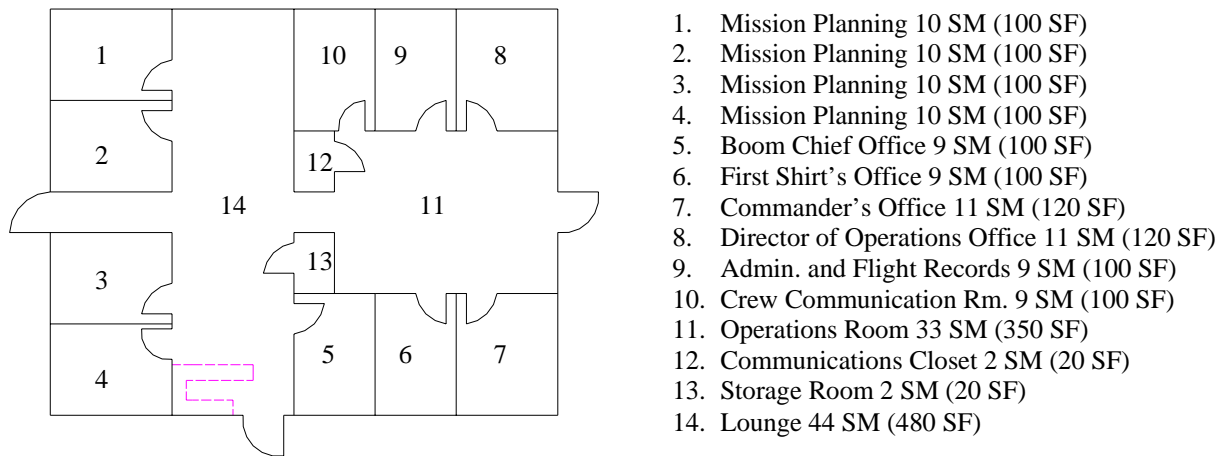 1
10
9
8
2
12
14
11
3
13
4
5
6
7
1. Mission Planning 10 SM (100 SF)
2. Mission Planning 10 SM (100 SF)
3. Mission Planning 10 SM (100 SF)
4. Mission Planning 10 SM (100 SF)
5. Boom Chief Office 9 SM (100 SF)
6. First Shirt’s Office 9 SM (100 SF)
7. Commander’s Office 11 SM (120 SF)
8. Director of Operations Office 11 SM (120 SF)
9. Admin. and Flight Records 9 SM (100 SF)
10. Crew Communication Rm. 9 SM (100 SF)
11. Operations Room 33 SM (350 SF)
12. Communications Closet 2 SM (20 SF)
13. Storage Room 2 SM (20 SF)
14. Lounge 44 SM (480 SF)